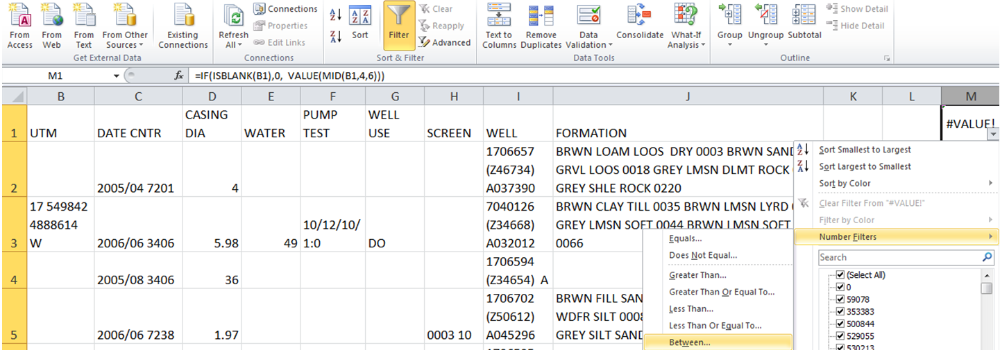 From Access
From Web
From Text
From Other Sources
Get External Data
Existing Connections
Refresh All
Connections
Properties
Edit Links
Connections
Sort
Filter
Clear
Reapply
Advanced
Sort & Filter
Text to Columns
Remove Duplicates
Data Validation
Consolidate
What-If Analysis
Data Tools
Group
Ungroup
Subtotal
Show Detail
Hide Detail
Outline
M1 fx =IF(ISBLANK(B1),0, VALUE(MID(B1,4,6)))
B C D E F G H I J K L M
CASING PUMP WELL
1 UTM DATE CNTR DIA WATER TEST USE SCREEN WELL FORMATION #VALUE!
1706657 BRWN LOAM LOOS DRY 0003 BRWN SAND
(Z46734) GRVL LOOS 0018 GREY LMSN DLMT ROCK
2 2005/04 7201 4 A037390 GREY SHLE ROCK 0220
17 549842 7040126 BRWN CLAY TILL 0035 BRWN LMSN LYRD
4888614 10/12/10/ (Z34668) GREY LMSN SOFT 0044 BRWN LMSN SOFT
3 W 2006/06 3406 5.98 49 1:0 DO A032012 0066
1706594
4 2005/08 3406 36 (Z34654) A
1706702 BRWN FILL SAN
(Z50612) WDFR SILT 0008
5 2006/06 7238 1.97 0003 10 A045296 GREY SILT SAND
Sort Smallest to Largest
Sort Largest to Smallest
Sort by Color
Clear Filter From "#VALUE!"
Filter by Color
Number Filters
Search
(Select All)
0
59078
353383
500844
529055
530213
Equals...
Does Not Equal...
Greater Than...
Greater Than Or Equal To...
Less Than...
Less Than Or Equal To...
Between...